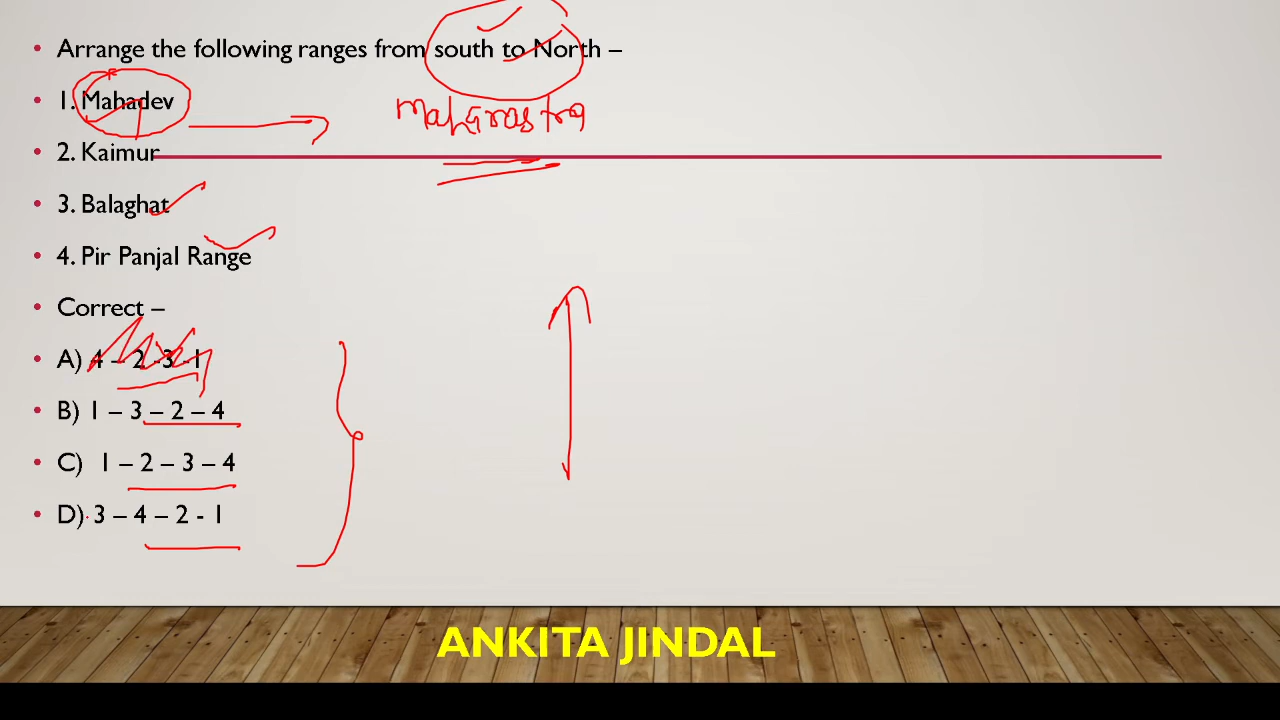 Arrange the following ranges from south to North –
1. Mahadev
maharastra
2. Kaimur
3. Balaghat
4. Pir Panjal Range
Correct –
A) 4 – 2 -3 -1
B) 1 – 3 – 2 – 4
C) 1 – 2 – 3 – 4
D) 3 – 4 – 2 - 1
ANKITA JINDAL